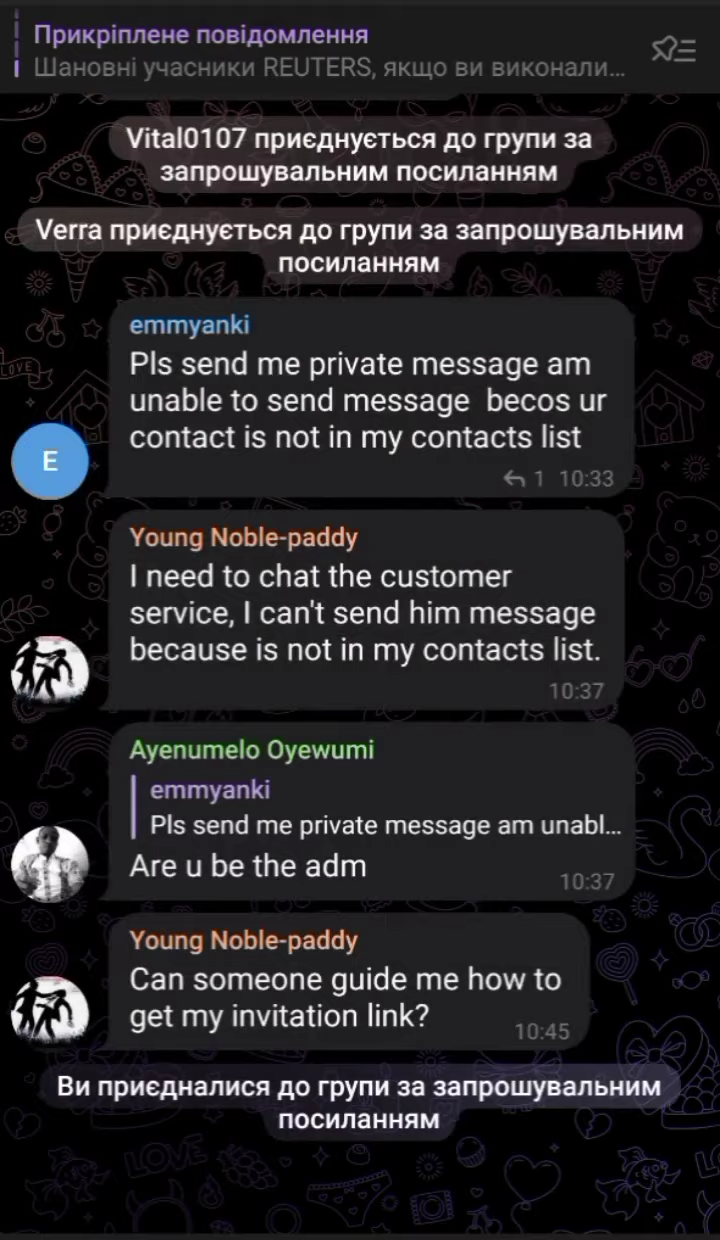 Прикріплене повідомлення
Шановні учасники REUTERS, якщо ви виконали...
Vital0107 приєднується до групи за
запрошувальним посиланням
Verra приєднується до групи за запрошувальним
посиланням
emmyanki
Pls send me private message am
unable to send message  becos ur
contact is not in my contacts list
1 10:33
E
Young Noble-paddy
I need to chat the customer
service, I can't send him message
because is not in my contacts list.
10:37
Ayenumelo Oyewumi
emmyanki
Pls send me private message am unabl...
Are u be the adm
10:37
Young Noble-paddy
Can someone guide me how to
get my invitation link?
10:45
Ви приєдналися до групи за запрошувальним
посиланням
LOVE
LOVE